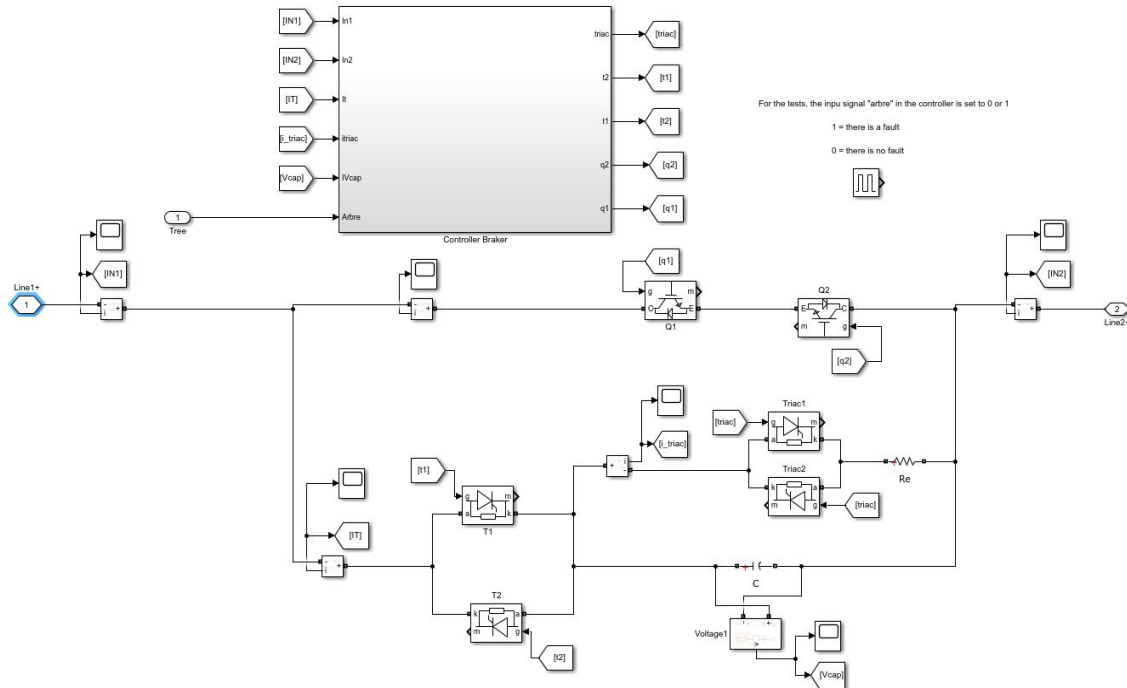 [IN1]
In1
triac
[triac]
[IN2]
In2
t2
[t1]
[IT]
It
For the tests, the inpu signal "arbre" in the controller is set to 0 or 1
t1
[t2]
1 = there is a fault
[i_triac]
itriac
0 = there is no fault
q2
[q2]
[Vcap]
IVcap
q1
[q1]
1
Tree
Arbre
Controller Braker
[IN1]
[q1]
[IN2]
Line1+
1
- i +
- i +
g m
C E
Q1
Q2
E C
m g
- i +
2
Line2+
[q2]
Triac1
[triac]
g m
a k
[i_triac]
+ i -
Re
Triac2
k a
m g
[triac]
[t1]
g m
a k
T1
[IT]
- i +
C
T2
k a
m g
[t2]
Voltage1
- +
v
[Vcap]